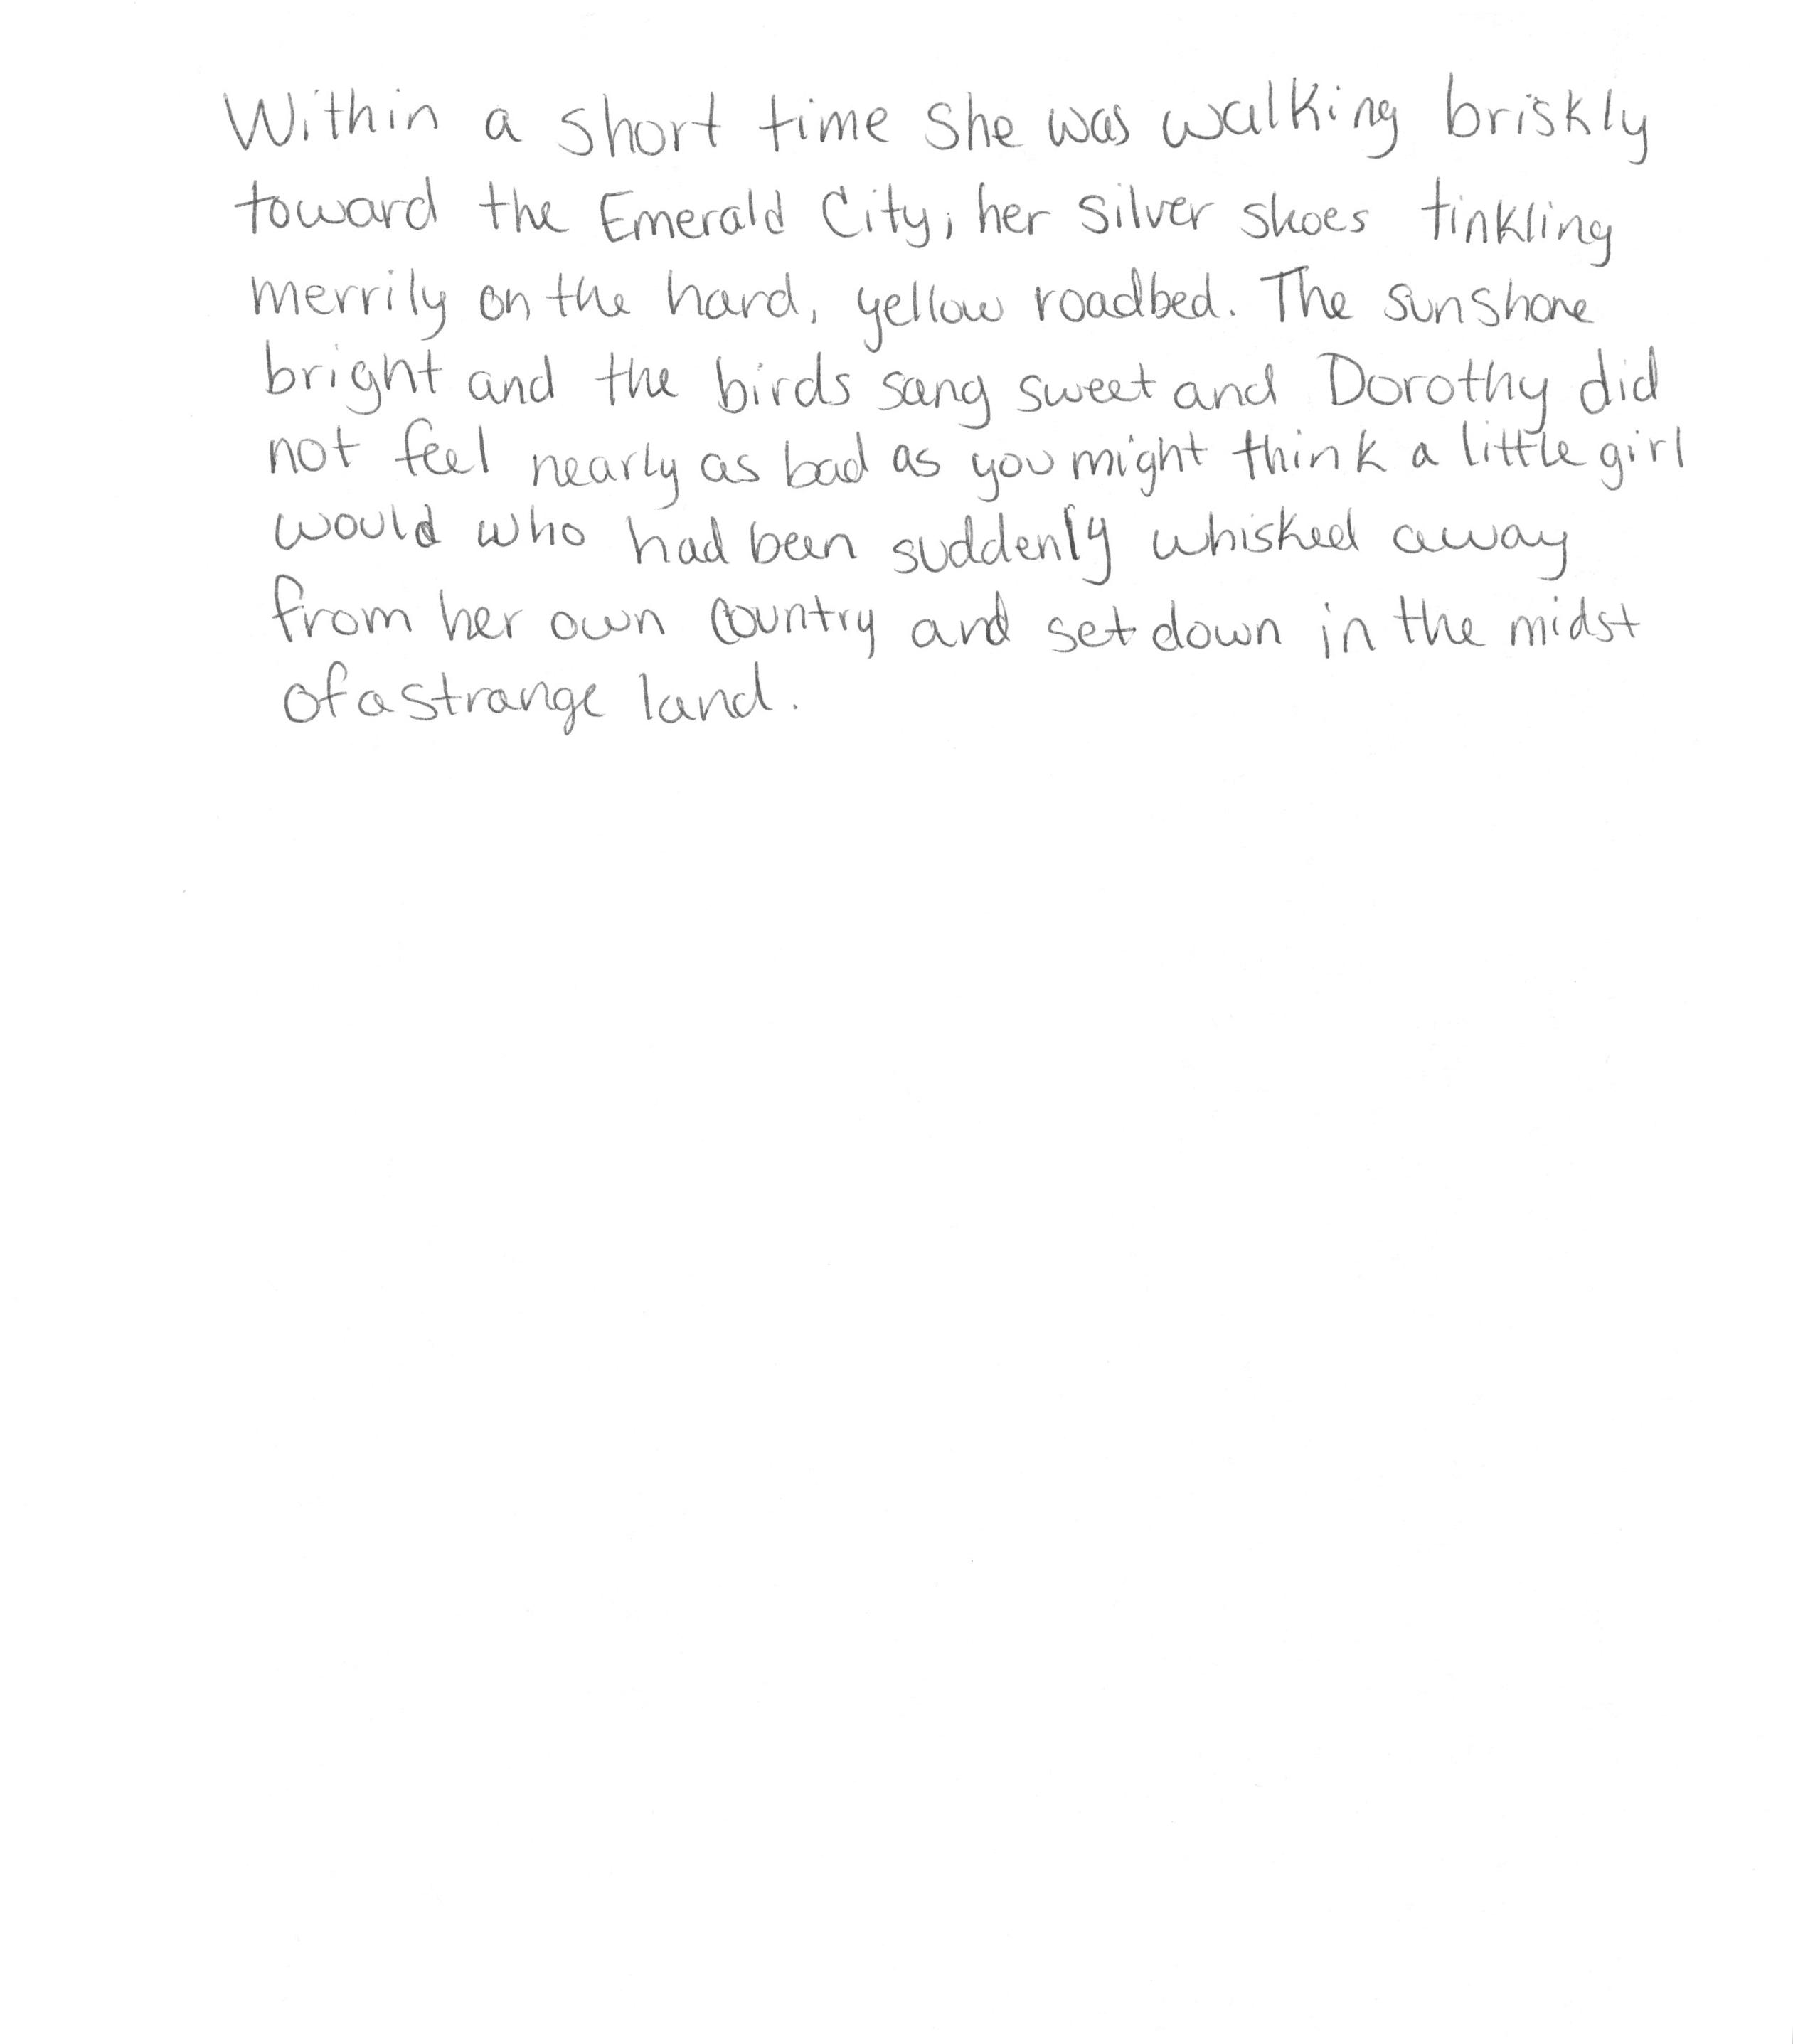 Within a short time she was walking briskly
toward the Emerald City, her silver shoes tinkling
merrily on the hard, yellow roadbed. The sun shone
bright and the birds sang sweet and Dorothy did
not feel nearly as bad as you might think a little girl
would who had been suddenly whisked away
from her own country and set down in the midst
of a strange land.